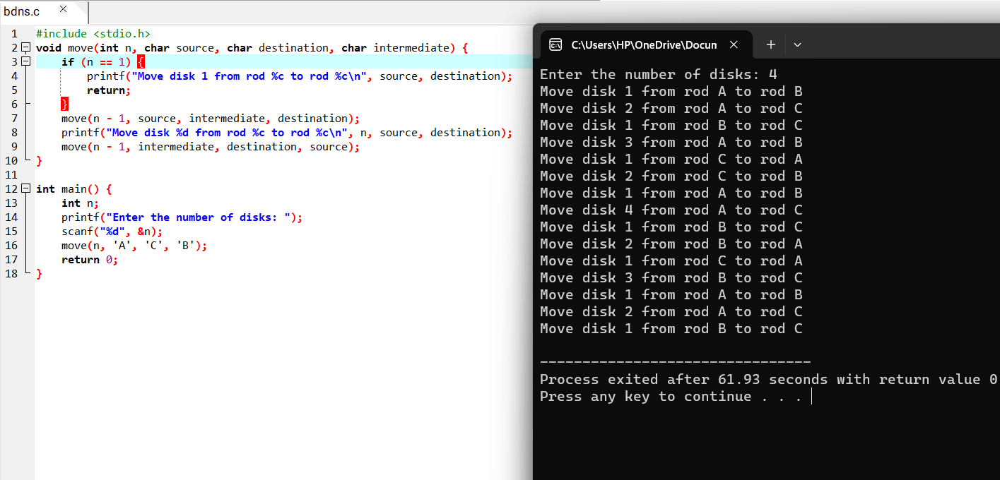 bdns.c
1 #include <stdio.h>
2 void move(int n, char source, char destination, char intermediate) {
3 if (n == 1) {
4 printf("Move disk 1 from rod %c to rod %c\n", source, destination);
5 return;
6 }
7 move(n - 1, source, intermediate, destination);
8 printf("Move disk %d from rod %c to rod %c\n", n, source, destination);
9 move(n - 1, intermediate, destination, source);
10 }
11
12 int main() {
13 int n;
14 printf("Enter the number of disks: ");
15 scanf("%d", &n);
16 move(n, 'A', 'C', 'B');
17 return 0;
18 }
C:\Users\HP\OneDrive\Docun
Enter the number of disks: 4
Move disk 1 from rod A to rod B
Move disk 2 from rod A to rod C
Move disk 1 from rod B to rod C
Move disk 3 from rod A to rod B
Move disk 1 from rod C to rod A
Move disk 2 from rod C to rod B
Move disk 1 from rod A to rod B
Move disk 4 from rod A to rod C
Move disk 1 from rod B to rod C
Move disk 2 from rod B to rod A
Move disk 1 from rod C to rod A
Move disk 3 from rod B to rod C
Move disk 1 from rod A to rod B
Move disk 2 from rod A to rod C
Move disk 1 from rod B to rod C
--------------------------------
Process exited after 61.93 seconds with return value 0
Press any key to continue . . .